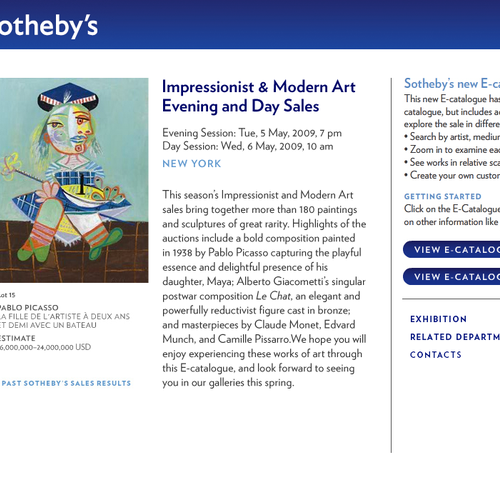 otheby's
Impressionist & Modern Art
Evening and Day Sales
Evening Session: Tue, 5 May, 2009, 7 pm
Day Session: Wed, 6 May, 2009, 10 am
NEW YORK
This season's Impressionist and Modern Art
sales bring together more than 180 paintings
and sculptures of great rarity. Highlights of the
auctions include a bold composition painted
in 1938 by Pablo Picasso capturing the playful
essence and delightful presence of his
daughter, Maya; Alberto Giacometti's singular
postwar composition Le Chat, an elegant and
powerfully reductivist figure cast in bronze;
and masterpieces by Claude Monet, Edvard
Munch, and Camille Pissarro.We hope you will
enjoy experiencing these works of art through
this E-catalogue, and look forward to seeing
you in our galleries this spring.
Lot 15
PABLO PICASSO
LA FILLE DE L'ARTISTE À DEUX ANS
ET DEMI AVEC UN BATEAU
ESTIMATE
16,000,000–24,000,000 USD
PAST SOTHEBY'S SALES RESULTS
Sotheby's new E-ca
This new E-catalogue has
catalogue, but includes a
explore the sale in differe
• Search by artist, medium
• Zoom in to examine eac
• See works in relative sca
• Create your own custor
GETTING STARTED
Click on the E-Catalogue
on other information like
VIEW E-CATALOG
VIEW E-CATALOG
EXHIBITION
RELATED DEPARTM
CONTACTS